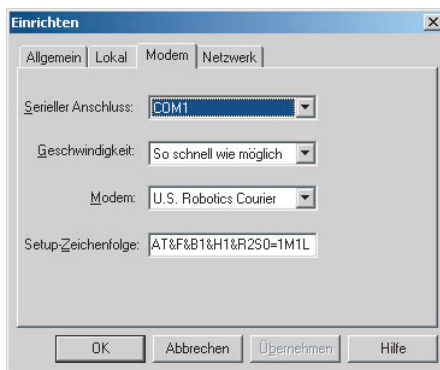 Einrichten
Allgemein Lokal Modem Netzwerk
Serieller Anschluss: COM1
Geschwindigkeit: So schnell wie möglich
Modem: U.S. Robotics Courier
Setup-Zeichenfolge: AT&F&B1&H1&R2S0=1M1L
OK Abbrechen Übernehmen Hilfe